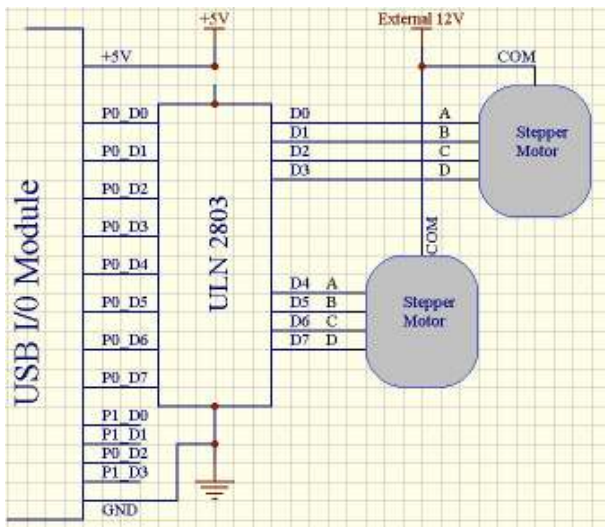 +5V
External 12V
+5V
COM
P0_D0
D0
A
P0_D1
D1
B
D2
C
D3
D
Stepper
Motor
P0_D2
P0_D3
COM
P0_D4
D4
A
P0_D5
D5
B
D6
C
P0_D6
D7
D
Stepper
Motor
P0_D7
ULN 2803
USB I/0 Module
P1_D0
P1_D1
P0_D2
P1_D3
GND